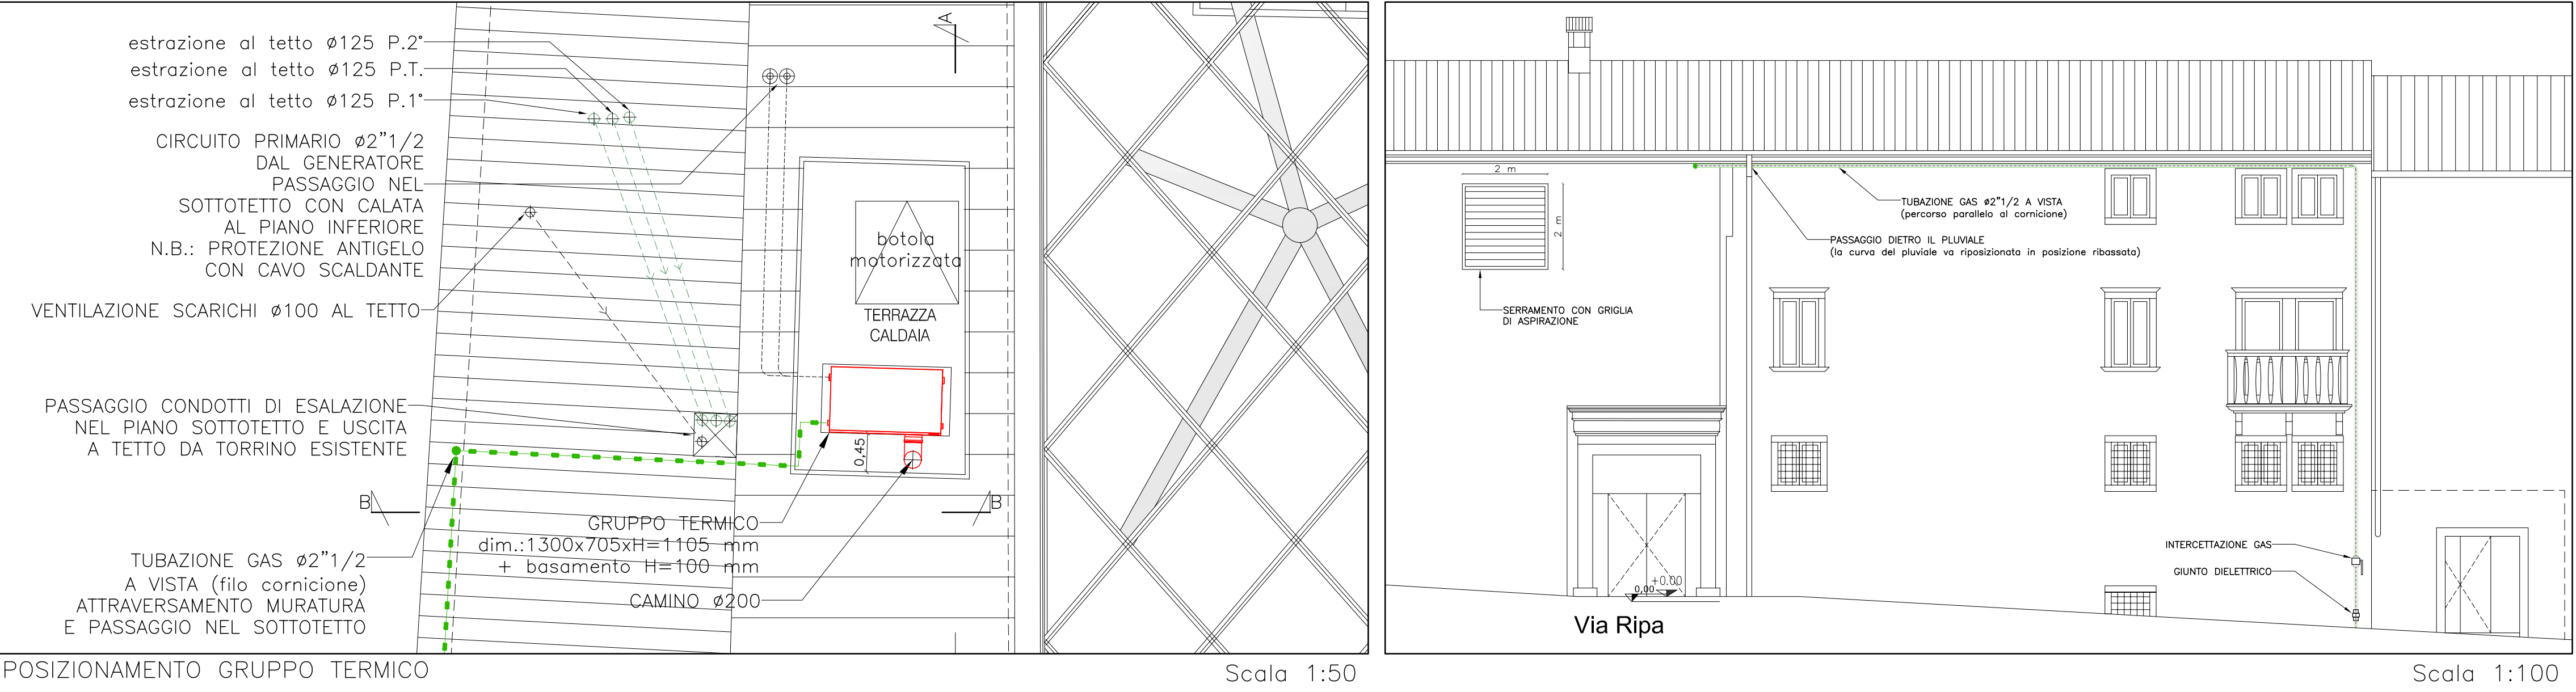 estrazione al tetto ø125 P.2°
estrazione al tetto ø125 P.T.
estrazione al tetto ø125 P.1°
CIRCUITO PRIMARIO ø2"1/2
DAL GENERATORE
PASSAGGIO NEL
SOTTOTETTO CON CALATA
AL PIANO INFERIORE
N.B.: PROTEZIONE ANTIGELO
CON CAVO SCALDANTE
VENTILAZIONE SCARICHI ø100 AL TETTO
PASSAGGIO CONDOTTI DI ESALAZIONE
NEL PIANO SOTTOTETTO E USCITA
A TETTO DA TORRINO ESISTENTE
B
TUBAZIONE GAS ø2"1/2
A VISTA (filo cornicione)
ATTRAVERSAMENTO MURATURA
E PASSAGGIO NEL SOTTOTETTO
A
botola
motorizzata
TERRAZZA
CALDAIA
0,45
B
GRUPPO TERMICO
dim.:1300x705xH=1105 mm
+ basamento H=100 mm
CAMINO ø200
POSIZIONAMENTO GRUPPO TERMICO
Scala 1:50
2 m
2 m
SERRAMENTO CON GRIGLIA
DI ASPIRAZIONE
TUBAZIONE GAS ø2"1/2 A VISTA
(percorso parallelo al cornicione)
PASSAGGIO DIETRO IL PLUVIALE
(la curva del pluviale va riposizionata in posizione ribassata)
INTERCETTAZIONE GAS
GIUNTO DIELETTRICO
+0.00
0,00
Via Ripa
Scala 1:100